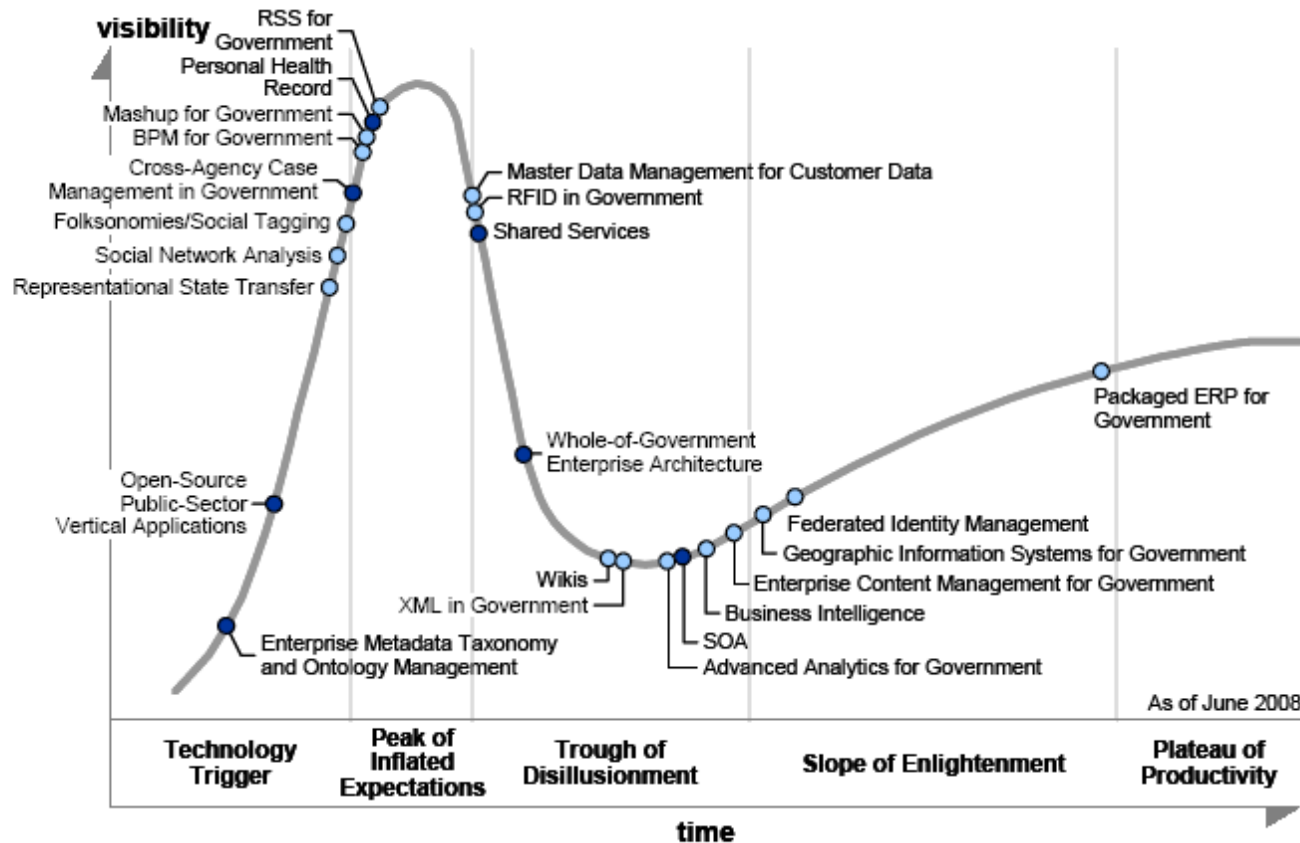 visibility
RSS for
Government
Personal Health
Record
Mashup for Government
BPM for Government
Cross-Agency Case
Management in Government
Folksonomies/Social Tagging
Social Network Analysis
Representational State Transfer
Master Data Management for Customer Data
RFID in Government
Shared Services
Open-Source
Public-Sector
Vertical Applications
Enterprise Metadata Taxonomy
and Ontology Management
Whole-of-Government
Enterprise Architecture
Wikis
XML in Government
Packaged ERP for
Government
Federated Identity Management
Geographic Information Systems for Government
Enterprise Content Management for Government
Business Intelligence
SOA
Advanced Analytics for Government
As of June 2008
Technology
Trigger
Peak of
Inflated
Expectations
Trough of
Disillusionment
Slope of Enlightenment
Plateau of
Productivity
time